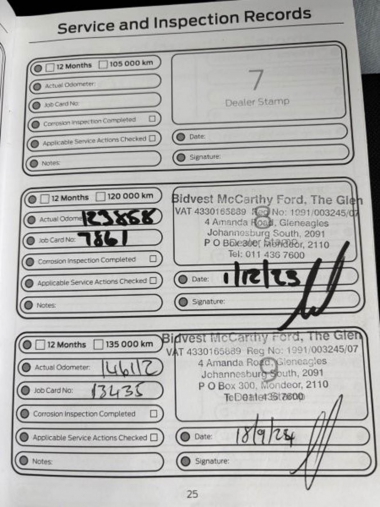 Service and Inspection Records
12 Months 105 000 km
Actual Odometer:
Job Card No:
Corrosion Inspection Completed
Applicable Service Actions Checked
Notes:
7
Dealer Stamp
Date:
Signature:
12 Months 120 000 km
Actual Odome 123868
Job Card No: 7861
Corrosion Inspection Completed
Applicable Service Actions Checked
Notes:
Bidvest McCarthy Ford, The Glen
VAT 4330165689 Reg No: 1991/003245/07
4 Amanda Road, Gleneagles
Johannesburg South, 2091
P O Box 300, Mondeor, 2110
Tel: 011 435 7600
8
Date: 1/12/23
Signature:
12 Months 135 000 km
Actual Odometer: 146112
Job Card No: 13435
Corrosion Inspection Completed
Applicable Service Actions Checked
Notes:
Bidvest McCarthy Ford, The Glen
VAT 4330165689 Reg No: 1991/003245/07
4 Amanda Road, Gleneagles
Johannesburg South, 2091
P O Box 300, Mondeor, 2110
9
Date: 18/9/24
Signature:
25